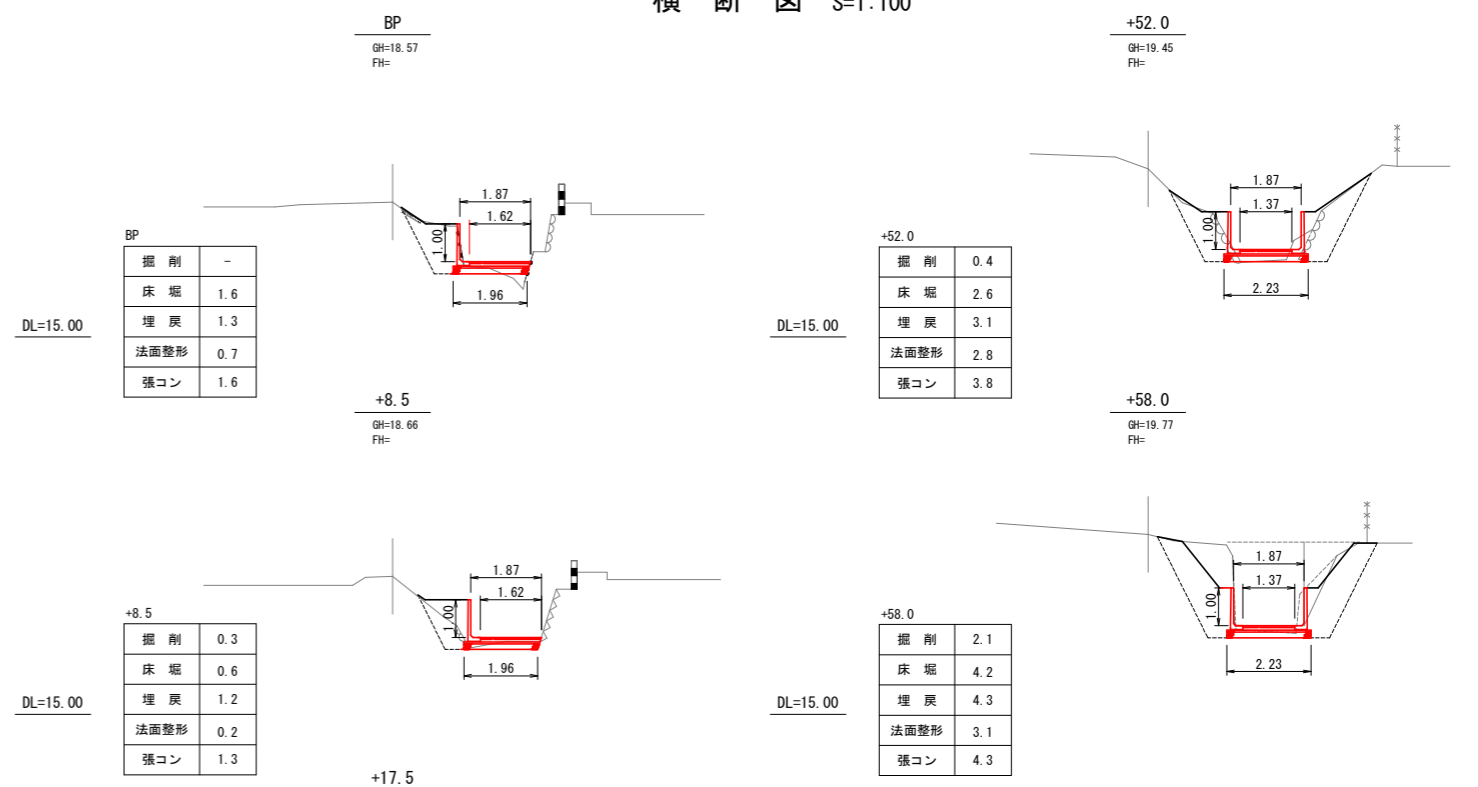 横 断 図 S=1:100
BP
GH=18.57
FH=
1.87
1.62
1.00
1.96
BP
掘 削 -
床 堀 1.6
埋 戻 1.3
法面整形 0.7
張コン 1.6
DL=15.00
+52.0
GH=19.45
FH=
1.87
1.37
1.00
2.23
+52.0
掘 削 0.4
床 堀 2.6
埋 戻 3.1
法面整形 2.8
張コン 3.8
DL=15.00
+8.5
GH=18.66
FH=
1.87
1.62
1.00
1.96
+8.5
掘 削 0.3
床 堀 0.6
埋 戻 1.2
法面整形 0.2
張コン 1.3
DL=15.00
+58.0
GH=19.77
FH=
1.87
1.37
1.00
2.23
+58.0
掘 削 2.1
床 堀 4.2
埋 戻 4.3
法面整形 3.1
張コン 4.3
DL=15.00
+17.5